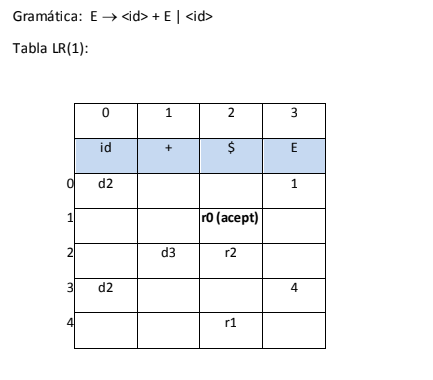 Gramática: E → <id> + E | <id>
Tabla LR(1):
0 1 2 3
id + $ E
0 d2 1
1 r0 (acept)
2 d3 r2
3 d2 4
4 r1